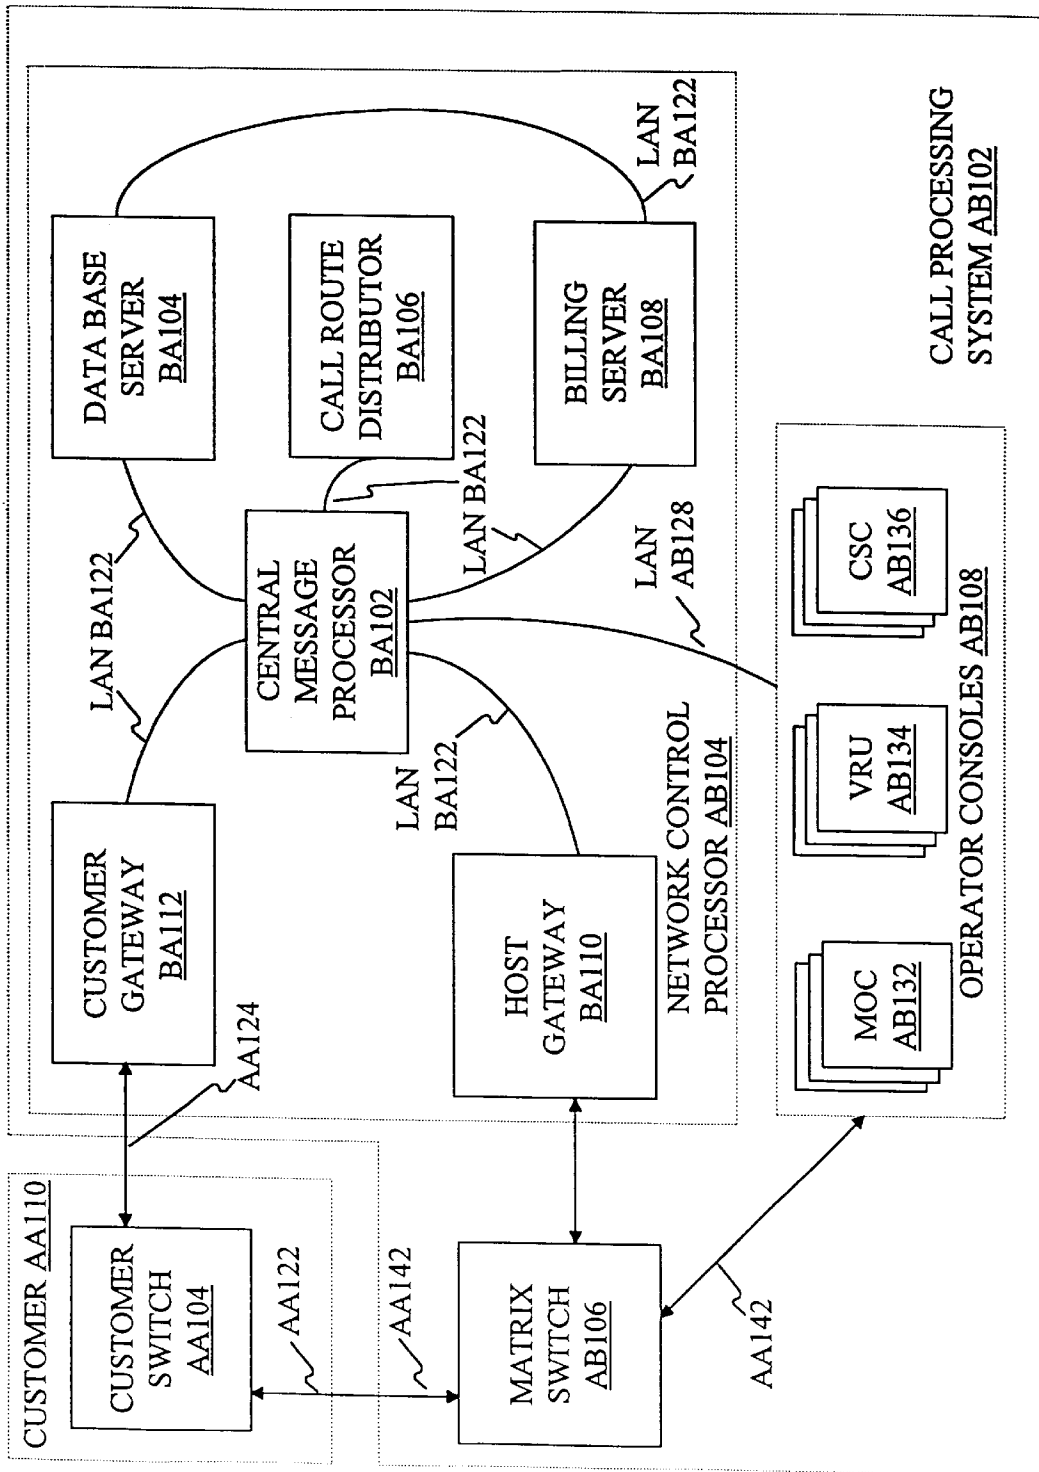 CUSTOMER AA110
CUSTOMER
SWITCH
AA104
AA124
CUSTOMER
GATEWAY
BA112
LAN BA122
LAN BA122
DATA BASE
SERVER
BA104
CENTRAL
MESSAGE
PROCESSOR
BA102
LAN BA122
CALL ROUTE
DISTRIBUTOR
BA106
LAN BA122
BILLING
SERVER
BA108
LAN
BA122
AA122
AA142
LAN
BA122
MATRIX
SWITCH
AB106
HOST
GATEWAY
BA110
NETWORK CONTROL
PROCESSOR AB104
LAN
AB128
AA142
MOC
AB132
VRU
AB134
CSC
AB136
OPERATOR CONSOLES AB108
CALL PROCESSING
SYSTEM AB102